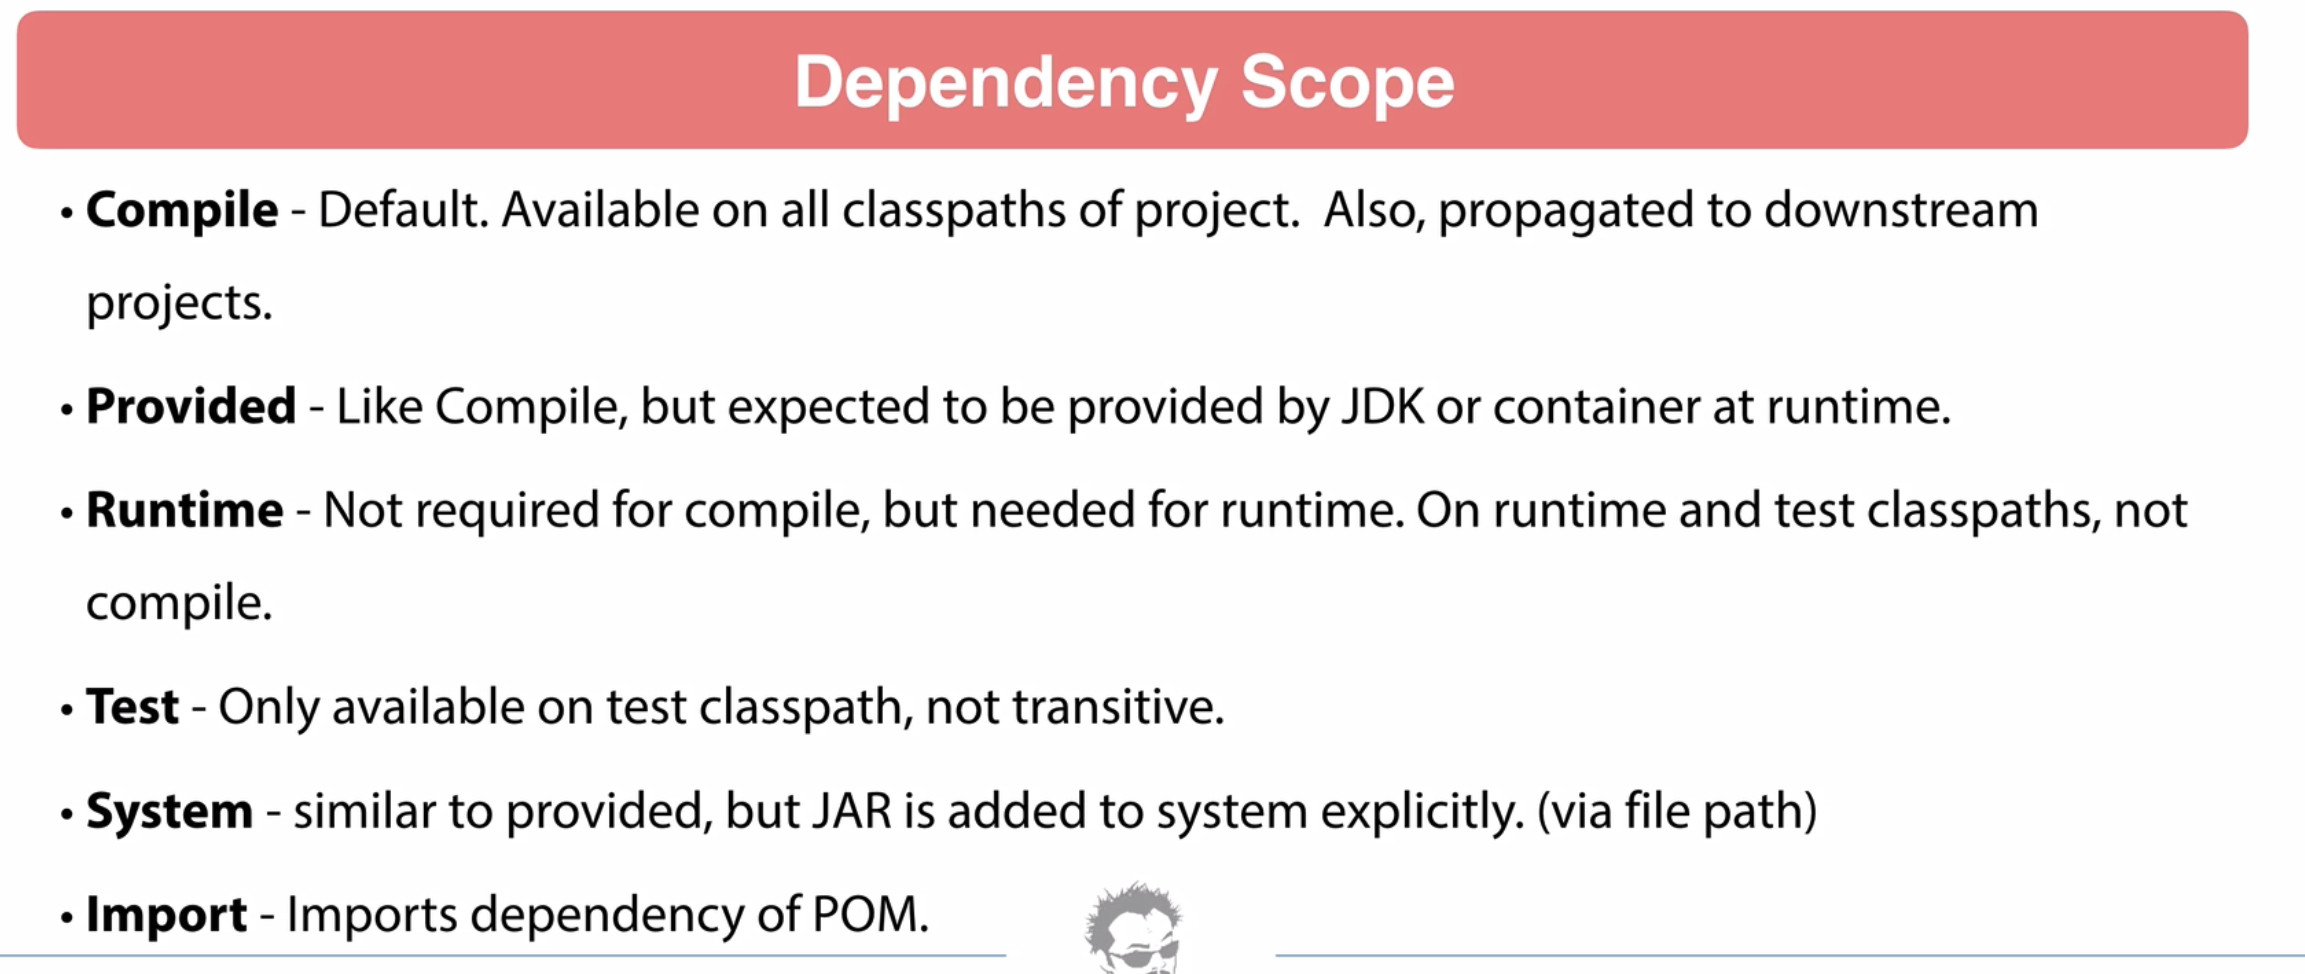 Dependency Scope
• Compile - Default. Available on all classpaths of project.  Also, propagated to downstream
projects.
• Provided - Like Compile, but expected to be provided by JDK or container at runtime.
• Runtime - Not required for compile, but needed for runtime. On runtime and test classpaths, not
compile.
• Test - Only available on test classpath, not transitive.
• System - similar to provided, but JAR is added to system explicitly. (via file path)
• Import - Imports dependency of POM.